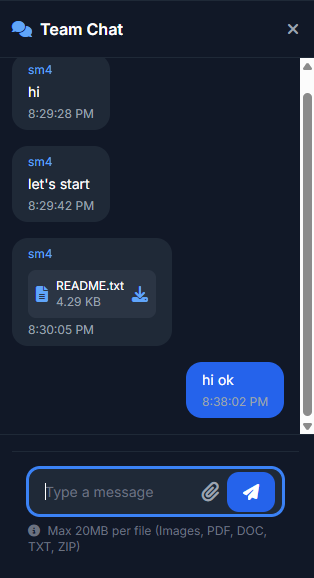 Team Chat
sm4
hi
8:29:28 PM
sm4
let's start
8:29:42 PM
sm4
README.txt
4.29 KB
8:30:05 PM
hi ok
8:38:02 PM
Type a message
Max 20MB per file (Images, PDF, DOC,
TXT, ZIP)